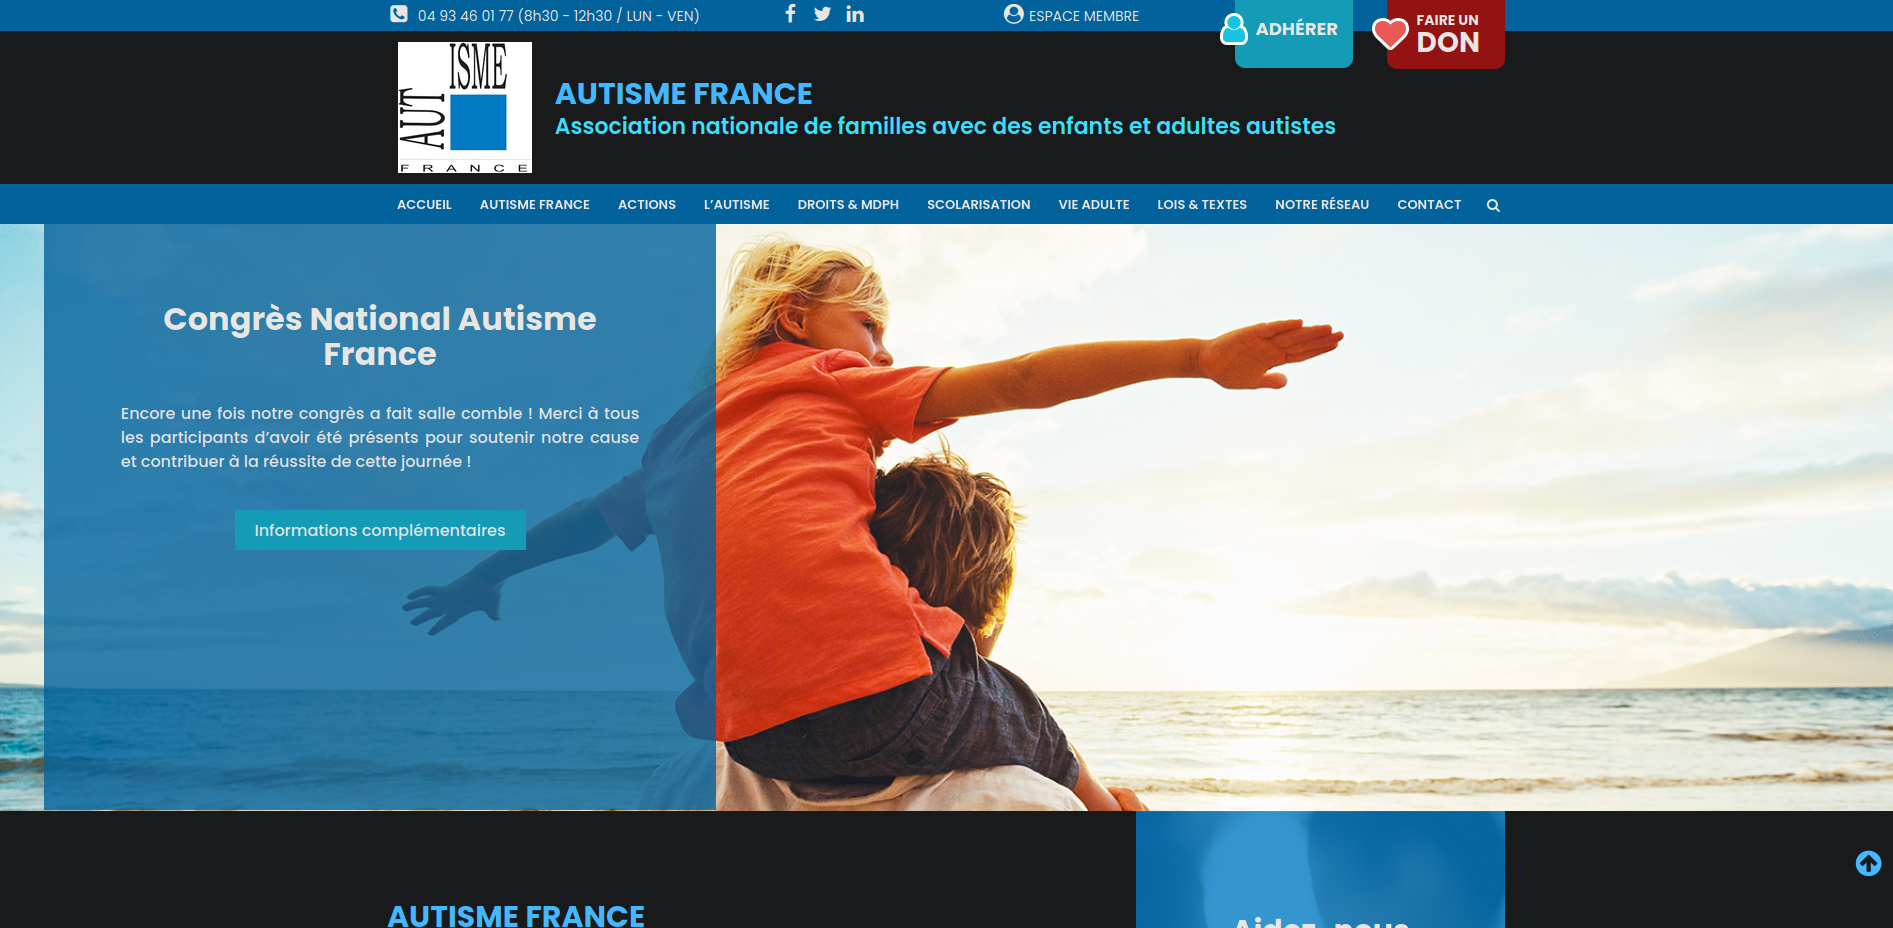 04 93 46 01 77 (8h30 - 12h30 / LUN - VEN)
ESPACE MEMBRE
ADHÉRER
FAIRE UN
DON
ISME
AUT
FRANCE
AUTISME FRANCE
Association nationale de familles avec des enfants et adultes autistes
ACCUEIL
AUTISME FRANCE
ACTIONS
L’AUTISME
DROITS & MDPH
SCOLARISATION
VIE ADULTE
LOIS & TEXTES
NOTRE RÉSEAU
CONTACT
Congrès National Autisme
France
Encore une fois notre congrès a fait salle comble ! Merci à tous
les participants d’avoir été présents pour soutenir notre cause
et contribuer à la réussite de cette journée !
Informations complémentaires
AUTISME FRANCE
Aidez-nous